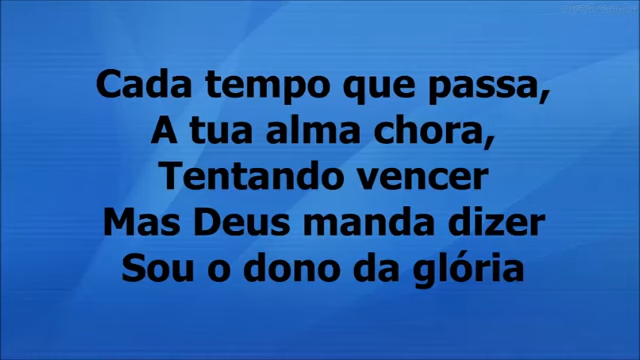 Cada tempo que passa,
A tua alma chora,
Tentando vencer
Mas Deus manda dizer
Sou o dono da glória